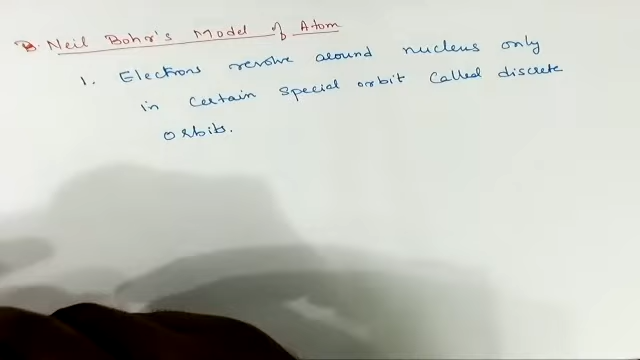 B. Neil Bohr's Model of Atom
1. Electrons revolve around nucleus only
in certain special orbit called discrete
orbits.